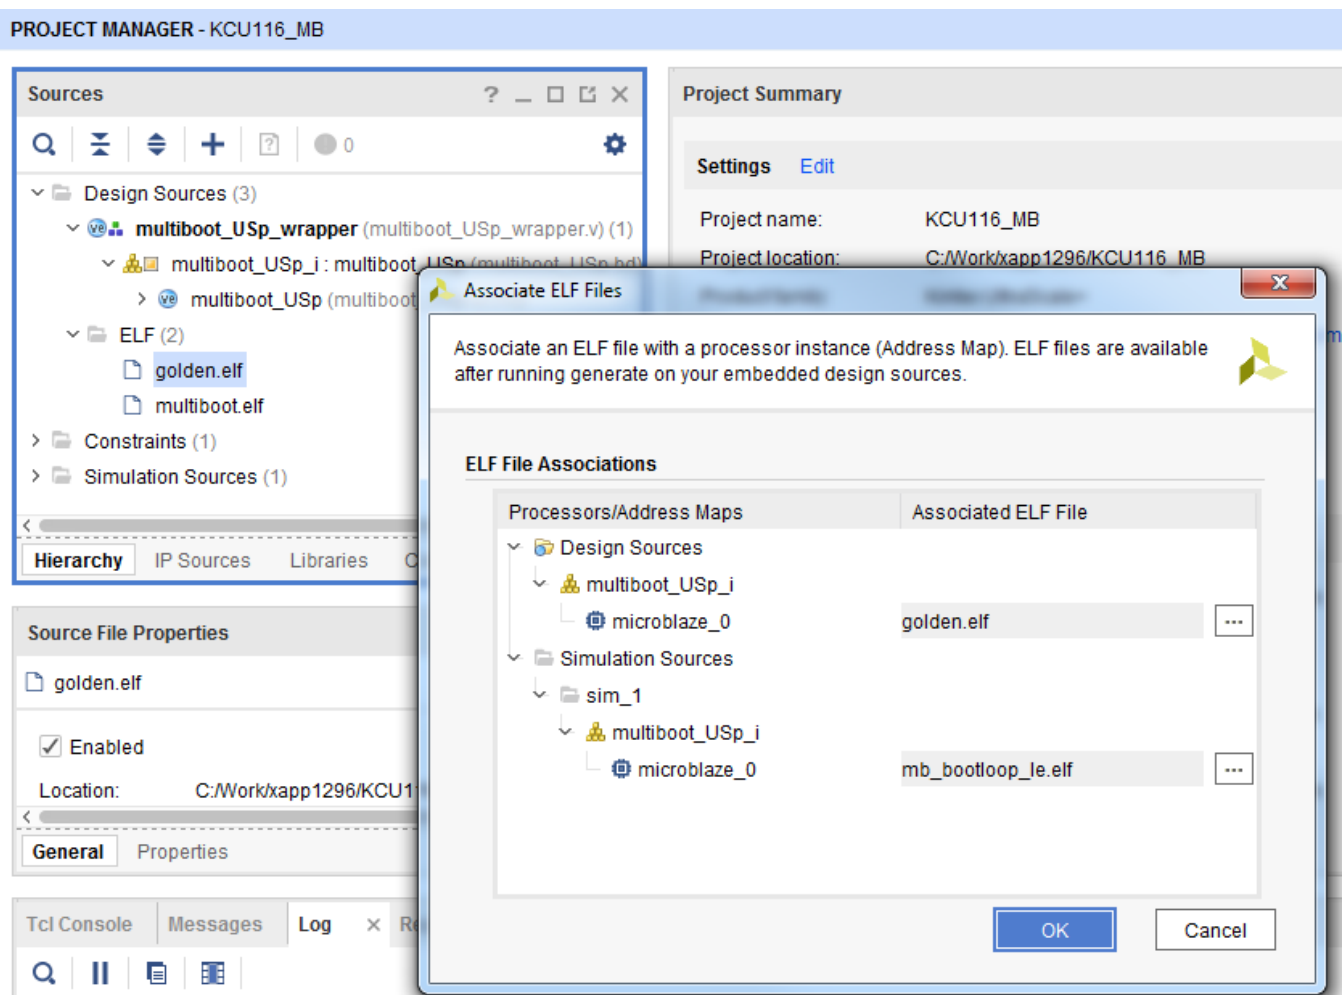 PROJECT MANAGER - KCU116_MB
Sources
? _
0
Design Sources (3)
multiboot_USp_wrapper (multiboot_USp_wrapper.v) (1)
multiboot_USp_i : multiboot_USp (multiboot_USp.bd)
multiboot_USp (multiboot
ELF (2)
golden.elf
multiboot.elf
Constraints (1)
Simulation Sources (1)
Hierarchy IP Sources Libraries C
Source File Properties
golden.elf
Enabled
Location: C:/Work/xapp1296/KCU1
General Properties
Tcl Console Messages Log × Re
Project Summary
Settings Edit
Project name: KCU116_MB
Project location: C:/Work/xapp1296/KCU116_MB
Associate ELF Files
Associate an ELF file with a processor instance (Address Map). ELF files are available
after running generate on your embedded design sources.
ELF File Associations
Processors/Address Maps Associated ELF File
Design Sources
multiboot_USp_i
microblaze_0 golden.elf ...
Simulation Sources
sim_1
multiboot_USp_i
microblaze_0 mb_bootloop_le.elf ...
OK Cancel